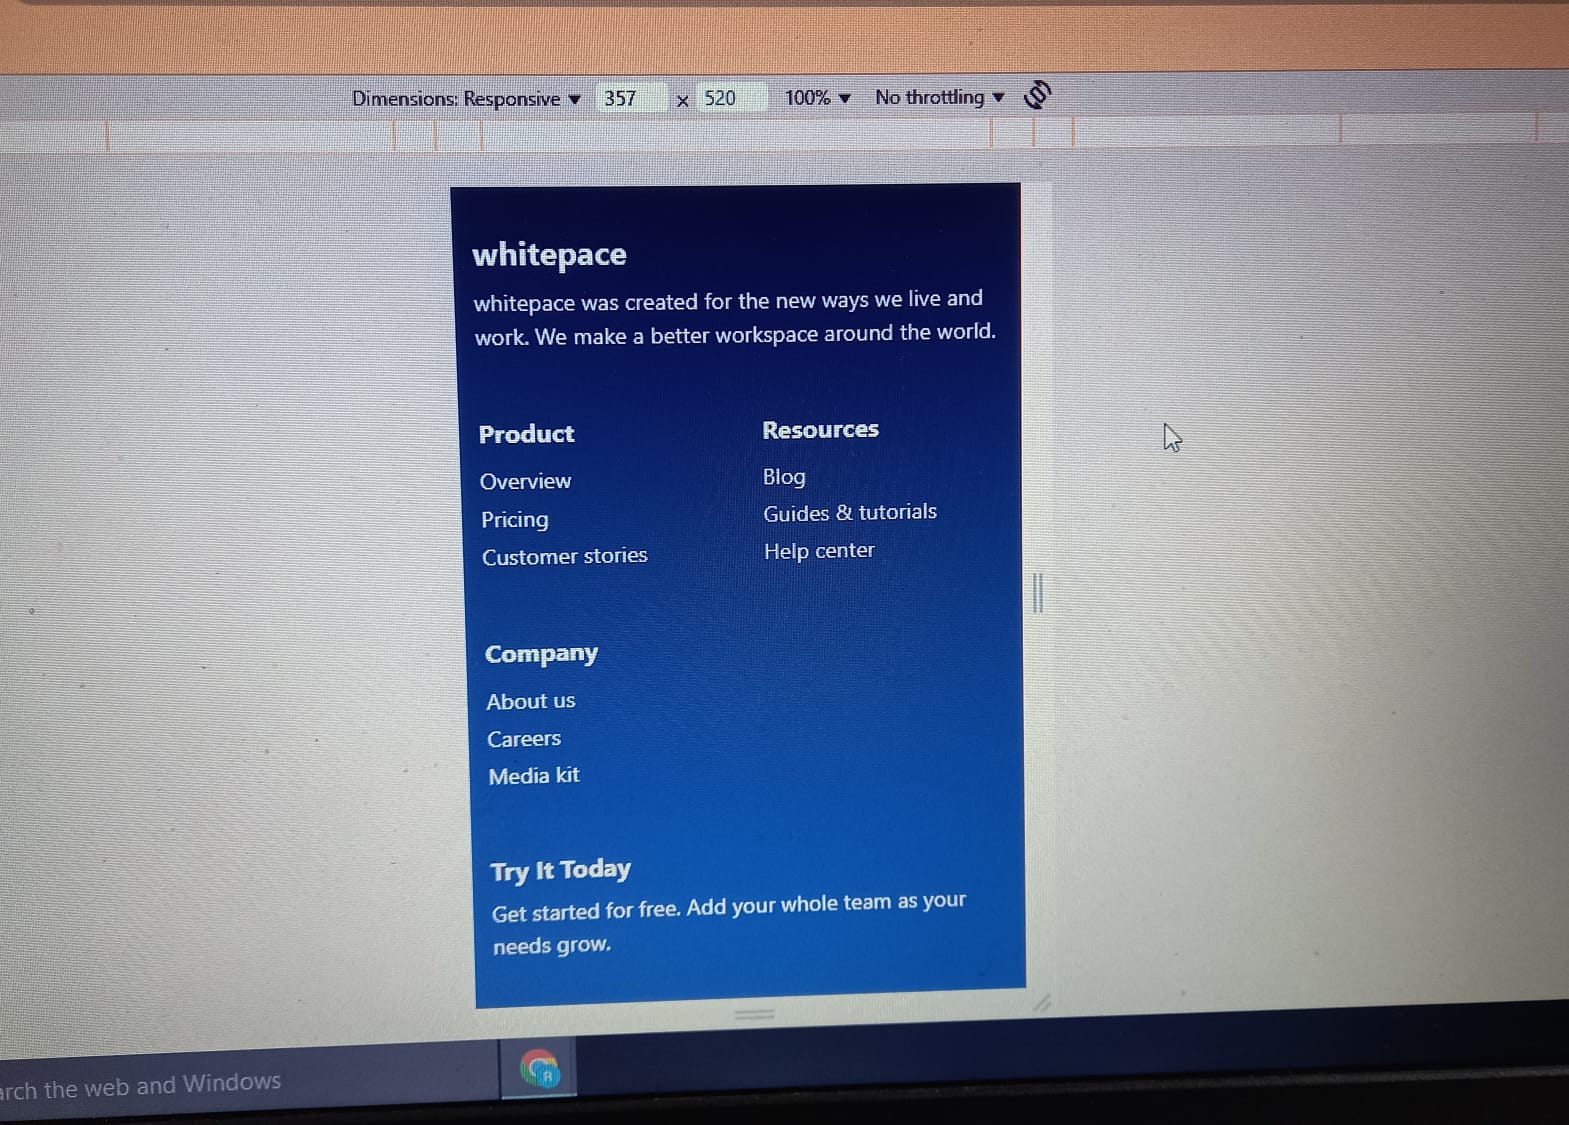 Dimensions: Responsive 357 x 520 100% No throttling
whitepace
whitepace was created for the new ways we live and
work. We make a better workspace around the world.
Product
Overview
Pricing
Customer stories
Resources
Blog
Guides & tutorials
Help center
Company
About us
Careers
Media kit
Try It Today
Get started for free. Add your whole team as your
needs grow.
the web and Windows